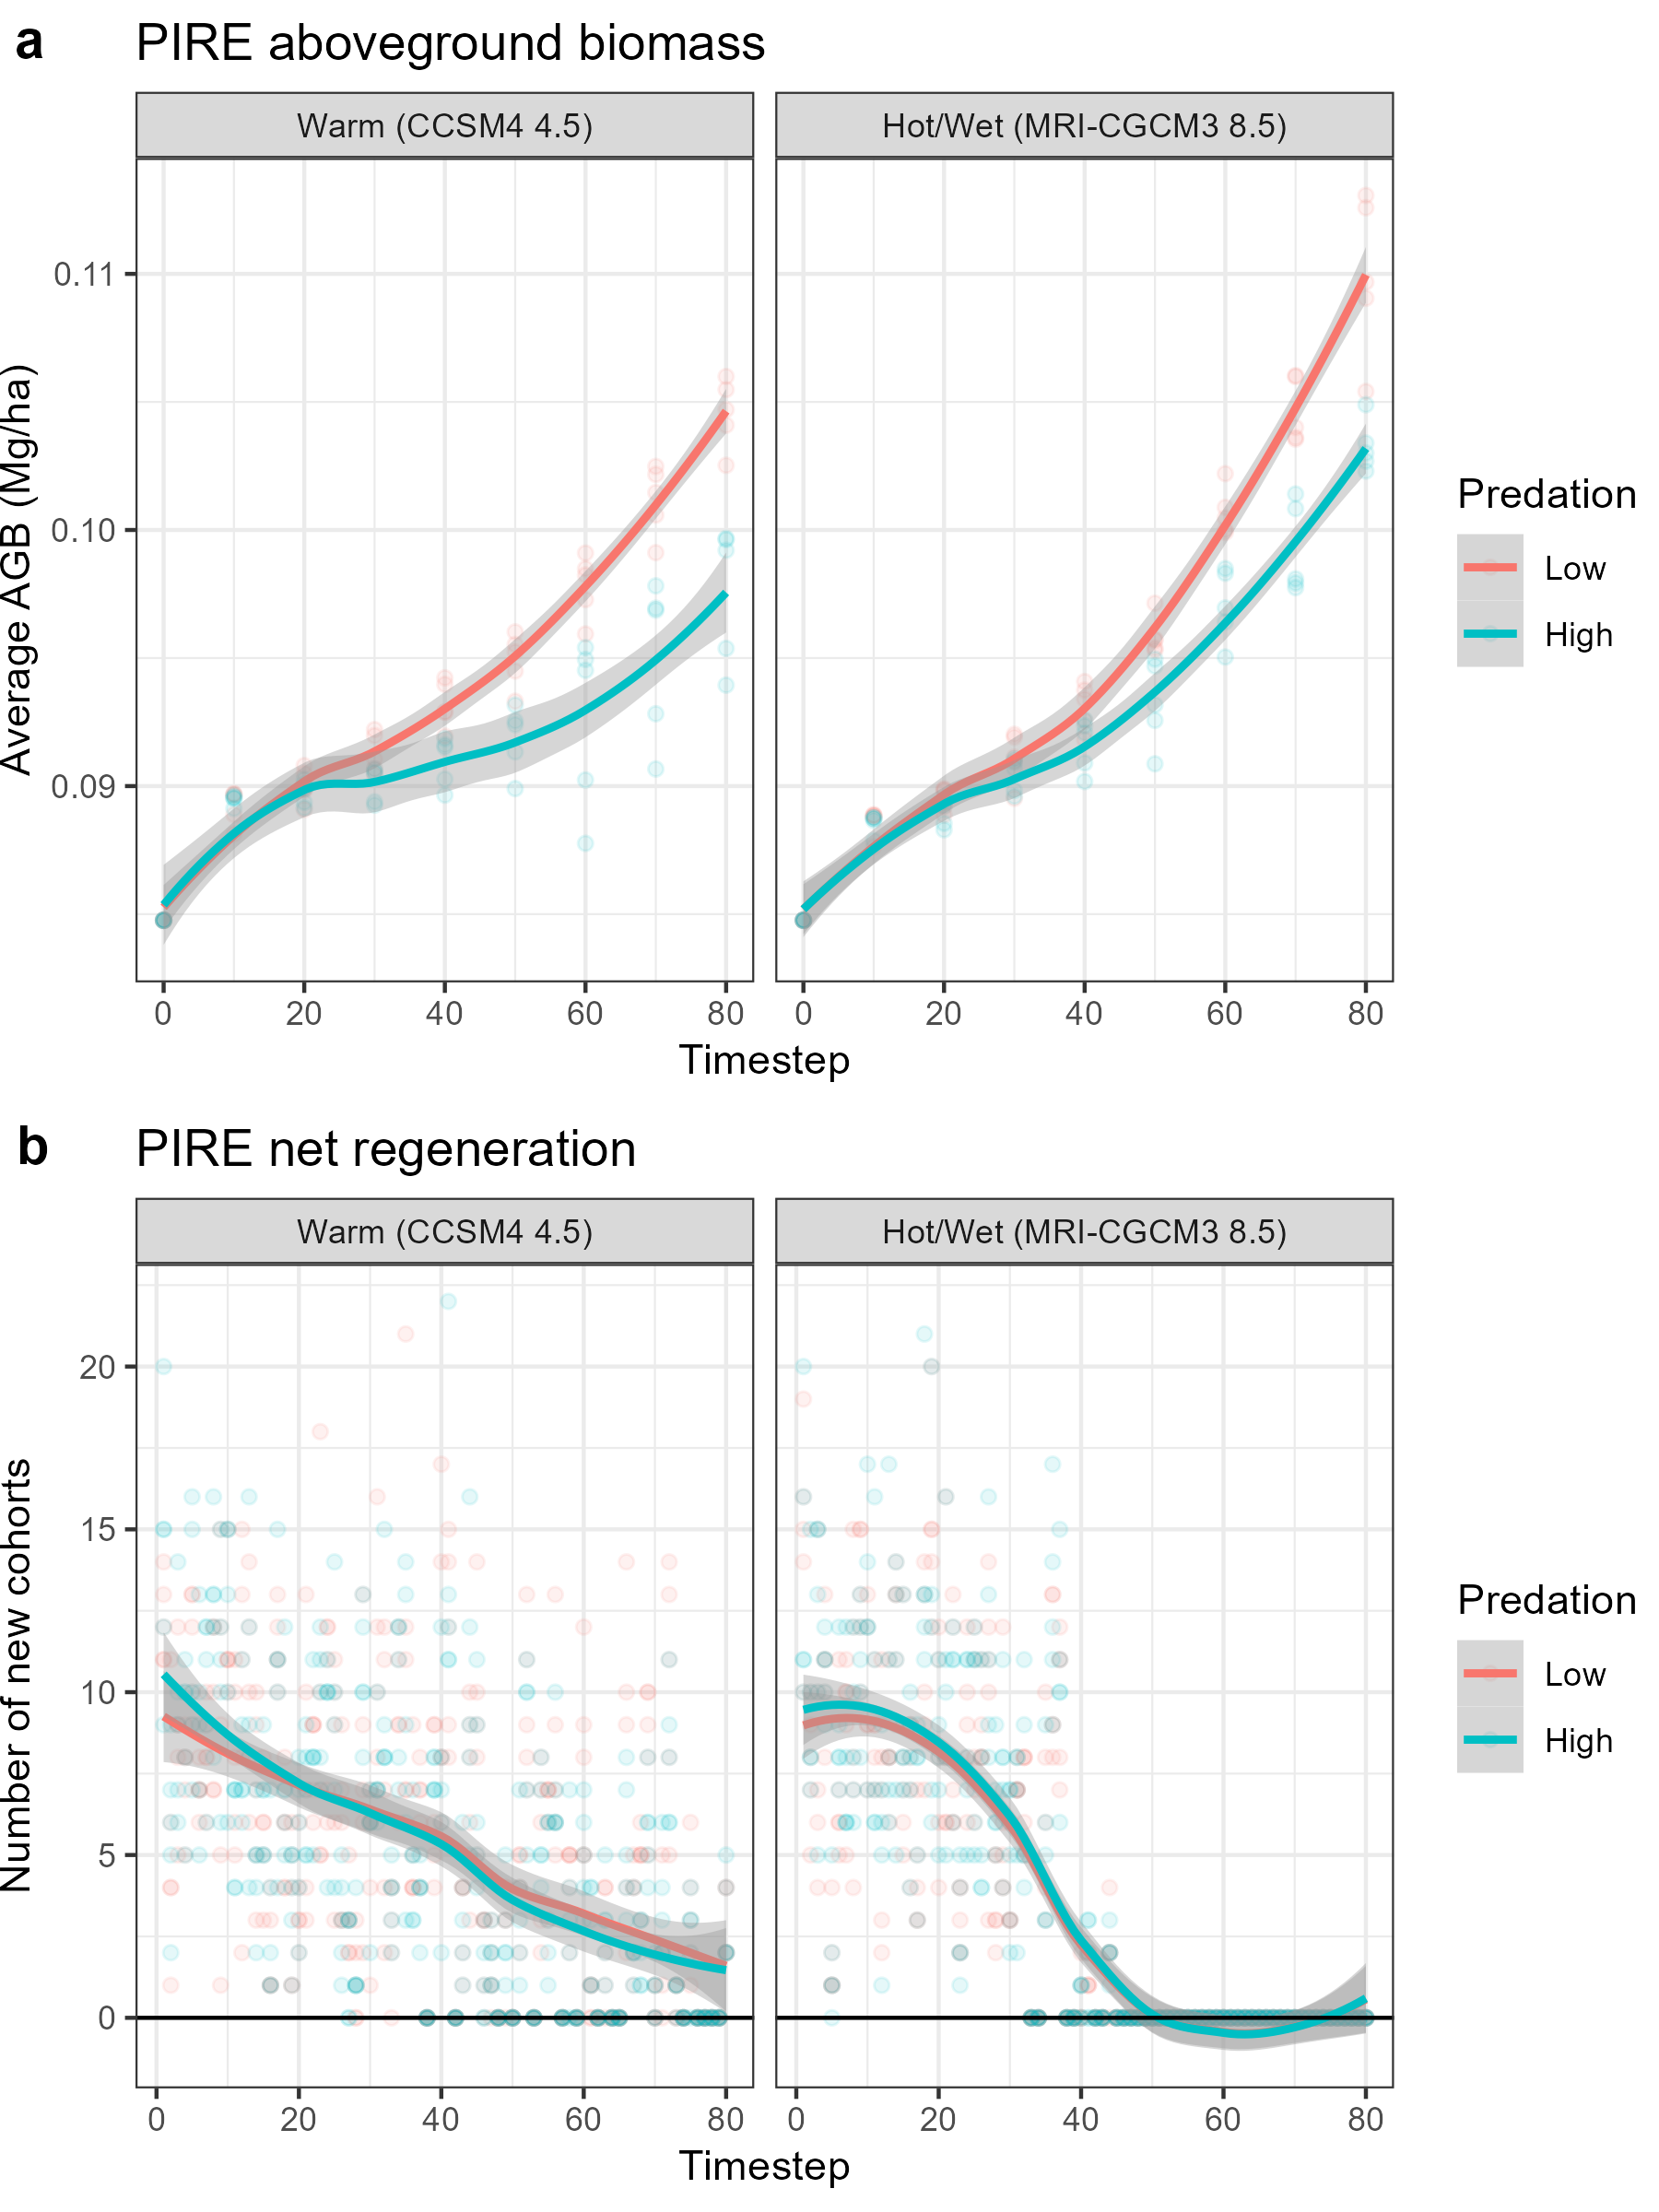 a PIRE aboveground biomass
Warm (CCSM4 4.5) Hot/Wet (MRI-CGCM3 8.5)
Average AGB (Mg/ha)
0.11
0.10
0.09
0 20 40 60 80 0 20 40 60 80
Timestep
Predation
Low
High
b PIRE net regeneration
Warm (CCSM4 4.5) Hot/Wet (MRI-CGCM3 8.5)
Number of new cohorts
20
15
10
5
0
0 20 40 60 80 0 20 40 60 80
Timestep
Predation
Low
High